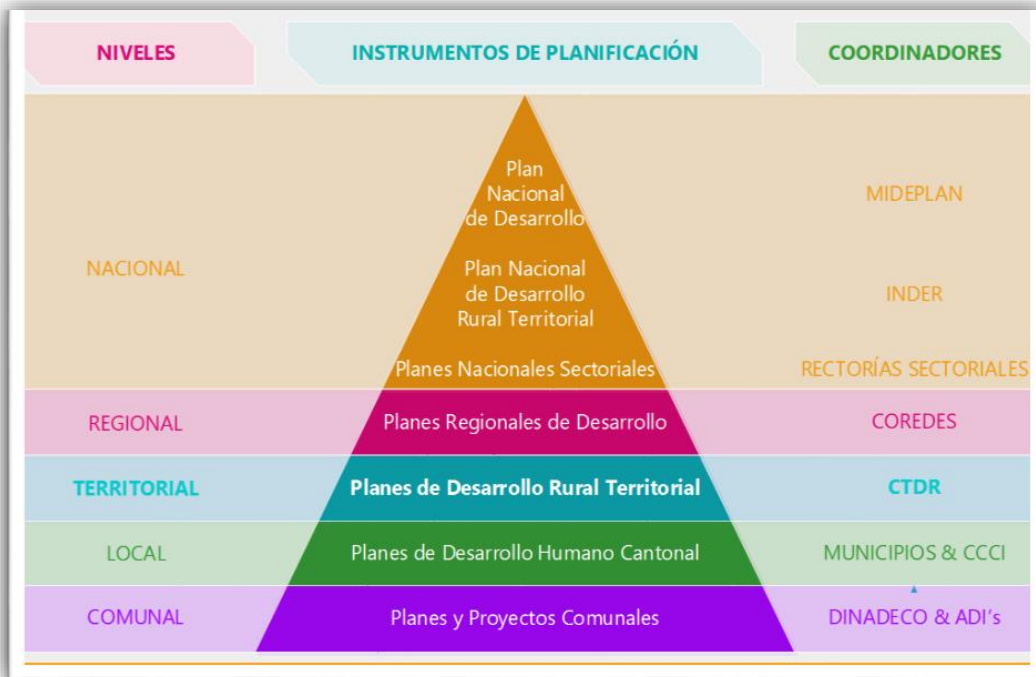 NIVELES
INSTRUMENTOS DE PLANIFICACIÓN
COORDINADORES
NACIONAL
Plan
Nacional
de Desarrollo
MIDEPLAN
Plan Nacional
de Desarrollo
Rural Territorial
INDER
Planes Nacionales Sectoriales
RECTORÍAS SECTORIALES
REGIONAL
Planes Regionales de Desarrollo
COREDES
TERRITORIAL
Planes de Desarrollo Rural Territorial
CTDR
LOCAL
Planes de Desarrollo Humano Cantonal
MUNICIPIOS & CCCI
COMUNAL
Planes y Proyectos Comunales
DINADECO & ADI's